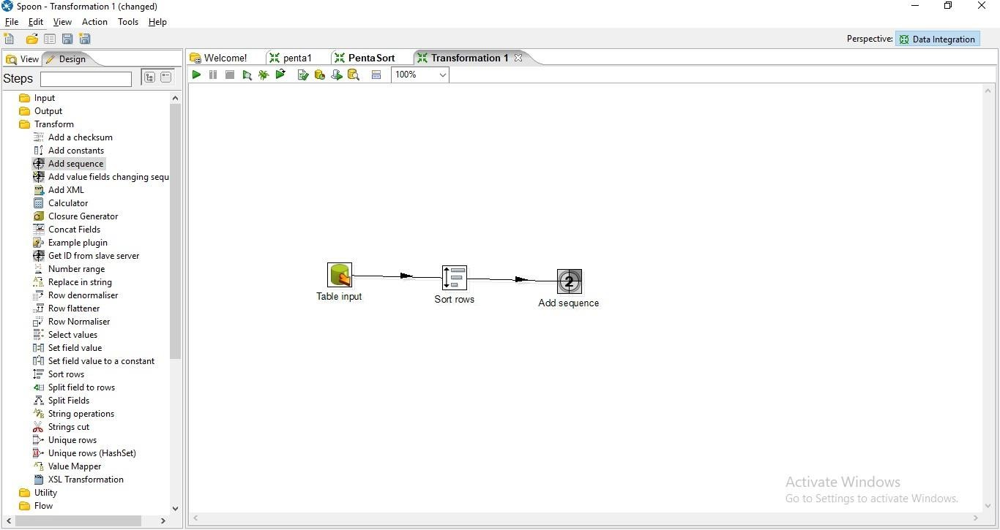 Spoon - Transformation 1 (changed)
File Edit View Action Tools Help
Perspective: Data Integration
View Design
Welcome! penta1 PentaSort Transformation 1
Steps
100%
Input
Output
Transform
Add a checksum
Add constants
Add sequence
Add value fields changing sequ
Add XML
Calculator
Closure Generator
Concat Fields
Example plugin
Get ID from slave server
Number range
Replace in string
Row denormaliser
Row flattener
Row Normaliser
Select values
Set field value
Set field value to a constant
Sort rows
Split field to rows
Split Fields
String operations
Strings cut
Unique rows
Unique rows (HashSet)
Value Mapper
XSL Transformation
Utility
Flow
Table input
Sort rows
2
Add sequence
Activate Windows
Go to Settings to activate Windows.